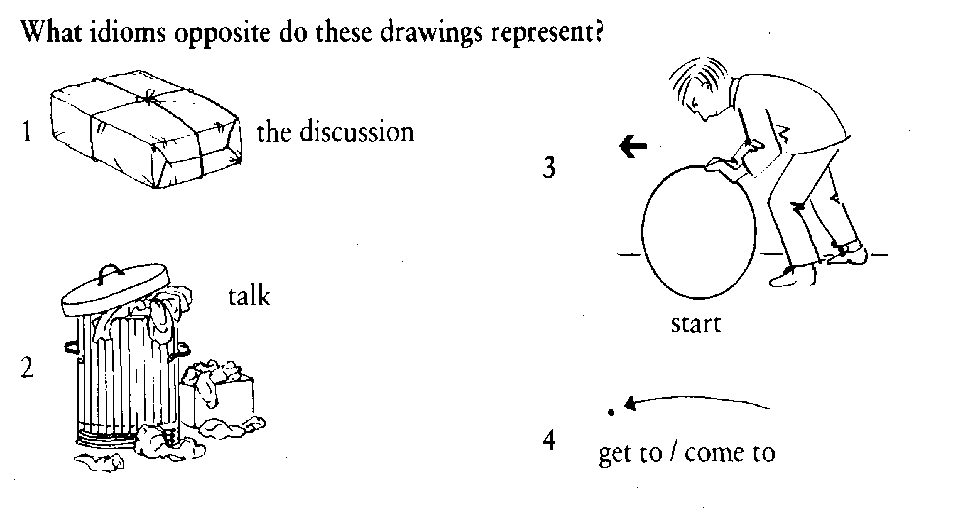 What idioms opposite do these drawings represent?
1
the discussion
2
talk
3
start
4
get to / come to